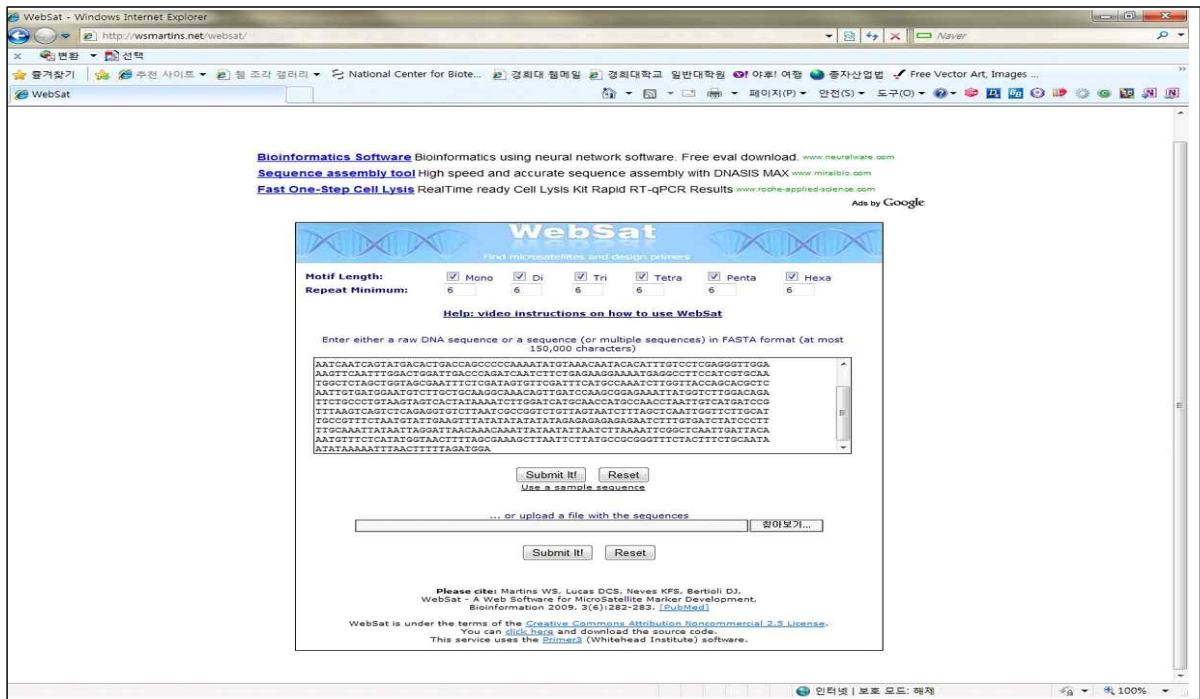 WebSat - Windows Internet Explorer
http://wsmartins.net/websat/
Naver
x 변환 선택
즐겨찾기 추천 사이트 웹 조각 갤러리 National Center for Biote... 경희대 웹메일 경희대학교 일반대학원 야후! 여행 종자산업법 Free Vector Art, Images ...
WebSat
페이지(P) 안전(S) 도구(O)
Bioinformatics Software Bioinformatics using neural network software. Free eval download. www.neuralware.com
Sequence assembly tool High speed and accurate sequence assembly with DNASIS MAX www.miraibio.com
Fast One-Step Cell Lysis RealTime ready Cell Lysis Kit Rapid RT-qPCR Results www.roche-applied-science.com
Ads by Google
WebSat
Find microsatellites and design primers
Motif Length: Mono Di Tri Tetra Penta Hexa
Repeat Minimum: 6 6 6 6 6 6
Help: video instructions on how to use WebSat
Enter either a raw DNA sequence or a sequence (or multiple sequences) in FASTA format (at most
150,000 characters)
AATCAATCAGTATGACACTGACCAGCCCCCAAAATATGTAAACAATACACATTTGTCCTCGAGGGTTGGA
AAGTTCAATTTGGACTGGATTGACCCAGATCAATCTTCTGAGAAGGAAAATGAGGCCTTCCATCGTGCAA
TGGCTCTAGCTGGTAGCGAATTTCTCGATAGTGTTCGATTTCATGCCAAATCTTGGTTACCAGCACGCTC
AATTGTGATGGAATGTCTTGCTGCAAGGCAAACAGTTGATCCAAGCGGAGAAATTATGGTCTTGGACAGA
TTCTGCCCTGTAAGTAGTCACTATAAAATCTTGGATCATGCAACCATGCCAACCTAATTGTCATGATCCG
TTTAAGTCAGTCTCAGAGGTGTCTTAATCGCCGGTCTGTTAGTAATCTTTAGCTCAATTGGTTCTTGCAT
TGCCGTTTCTAATGTATTGAAGTTTATATATATATATAGAGAGAGAGAGAATCTTTGTGATCTATCCCTT
TTGCAAATTATAATTAGGATTAACAAACAAATTATAATATTAATCTTAAAATTCGGCTCAATTGATTACA
AATGTTTCTCATATGGTAACTTTTAGCGAAAGCTTAATTCTTATGCCGCGGGTTTCTACTTTCTGCAATA
ATATAAAAATTTAACTTTTTAGATGGA
Submit It! Reset
Use a sample sequence
... or upload a file with the sequences
찾아보기...
Submit It! Reset
Please cite: Martins WS, Lucas DCS, Neves KFS, Bertioli DJ,
WebSat - A Web Software for MicroSatellite Marker Development,
Bioinformation 2009, 3(6):282-283. [PubMed]
WebSat is under the terms of the Creative Commons Attribution Noncommercial 2.5 License.
You can click here and download the source code.
This service uses the Primer3 (Whitehead Institute) software.
인터넷 | 보호 모드: 해제 100%